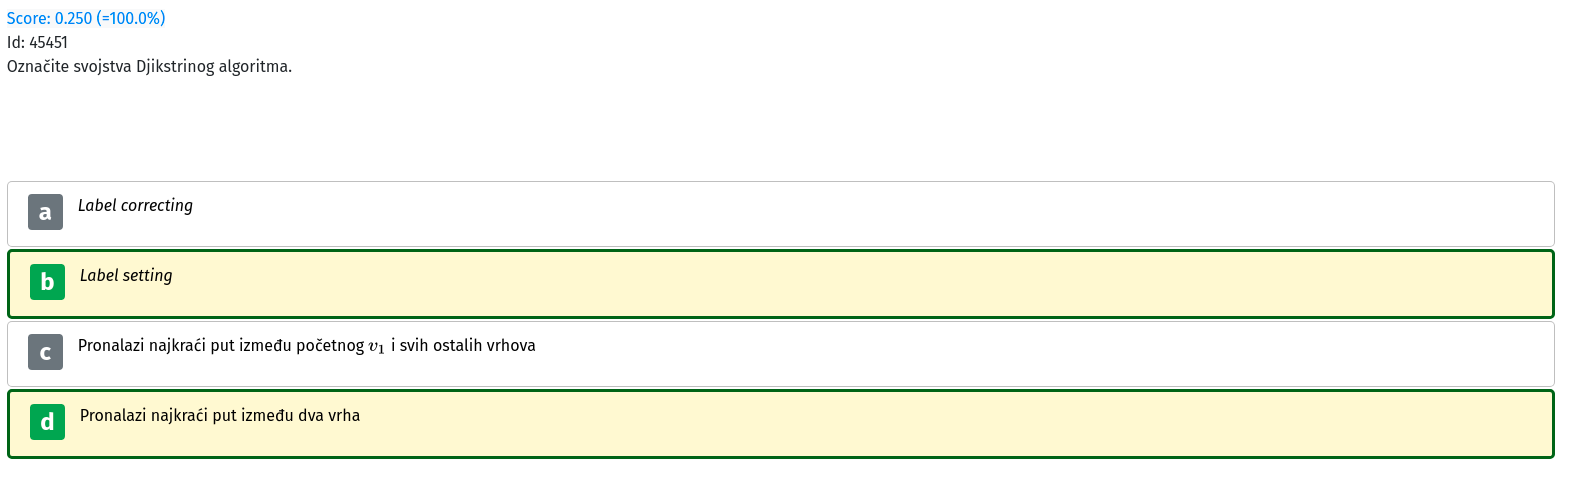 Score: 0.250 (=100.0%)
Id: 45451
Označite svojstva Djikstrinog algoritma.
a Label correcting
b Label setting
c Pronalazi najkraći put između početnog v₁ i svih ostalih vrhova
d Pronalazi najkraći put između dva vrha